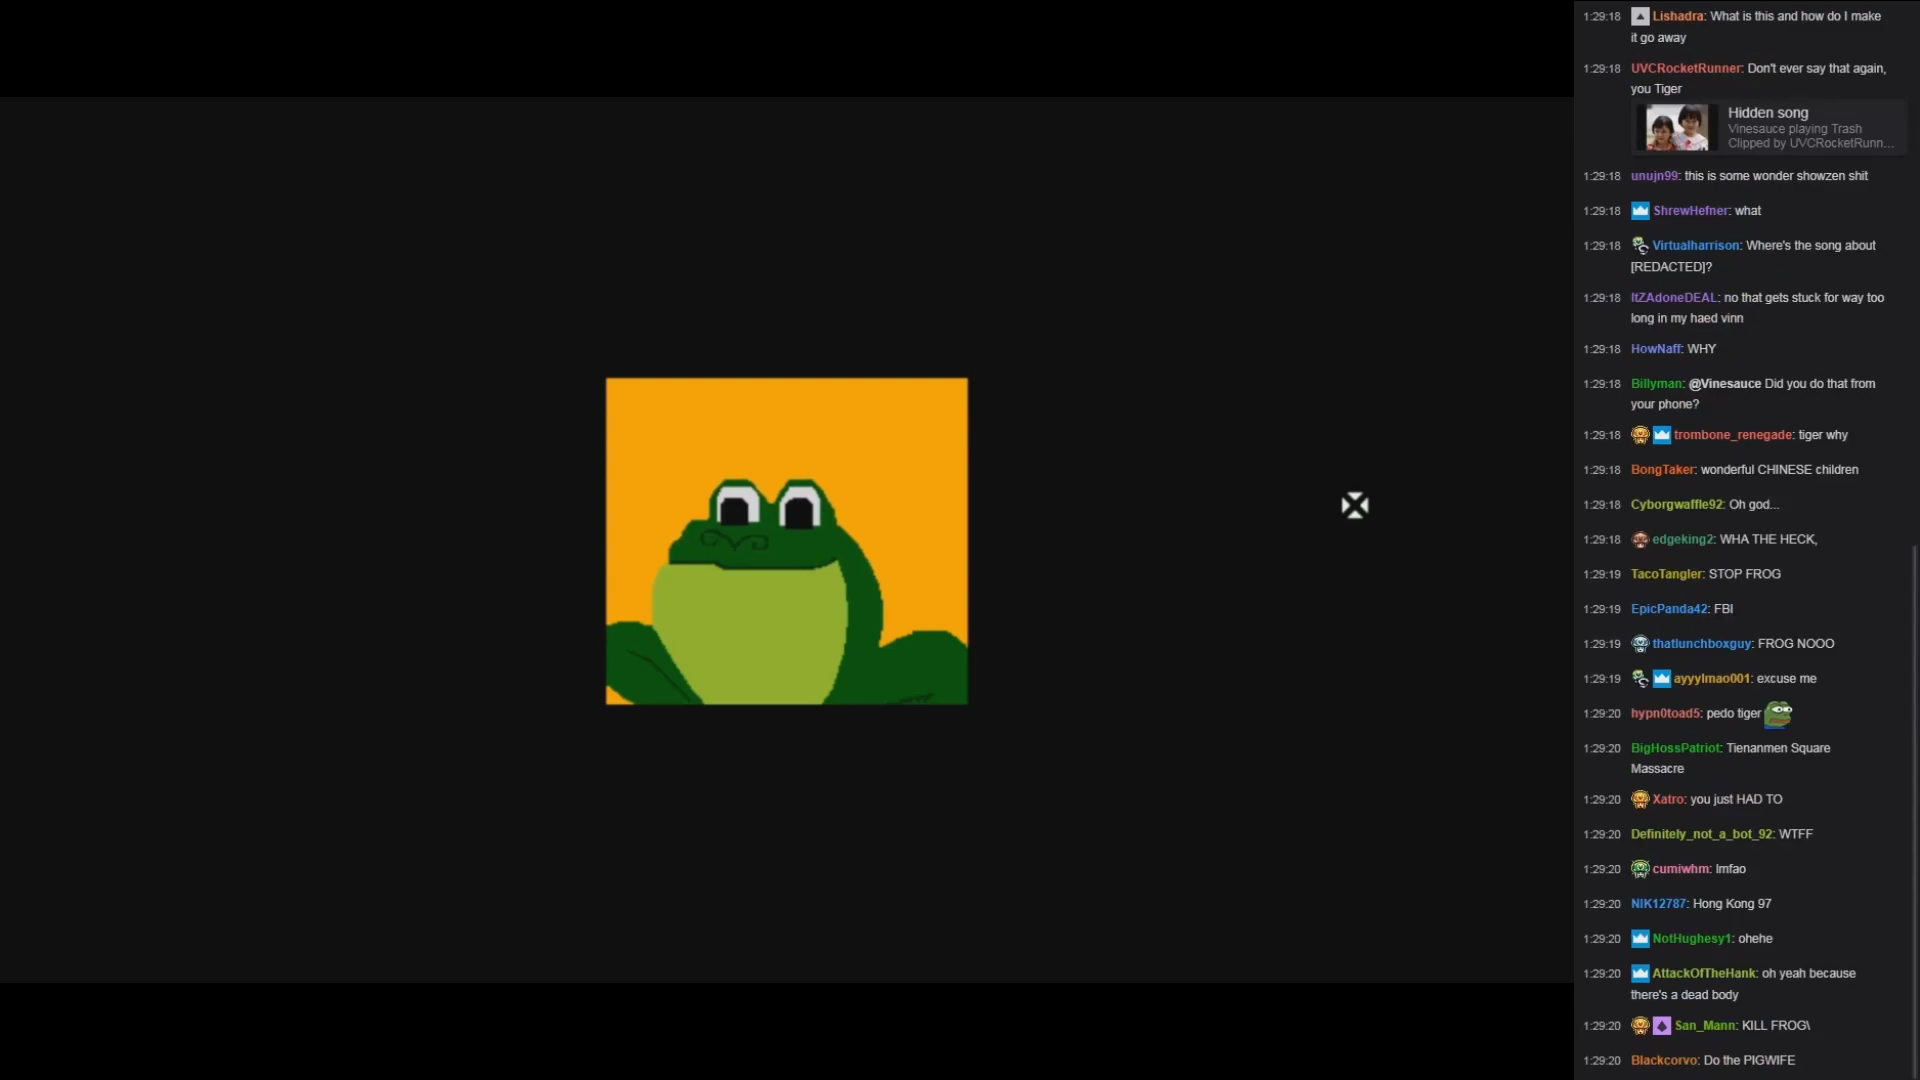 1:29:18 Lishadra: What is this and how do I make
it go away
1:29:18 UVCRocketRunner: Don't ever say that again,
you Tiger
Hidden song
Vinesauce playing Trash
Clipped by UVCRocketRunn...
1:29:18 unujn99: this is some wonder showzen shit
1:29:18 ShrewHefner: what
1:29:18 Virtualharrison: Where's the song about
[REDACTED]?
1:29:18 ItZAdoneDEAL: no that gets stuck for way too
long in my haed vinn
1:29:18 HowNaff: WHY
1:29:18 Billyman: @Vinesauce Did you do that from
your phone?
1:29:18 trombone_renegade: tiger why
1:29:18 BongTaker: wonderful CHINESE children
1:29:18 Cyborgwaffle92: Oh god...
1:29:18 edgeking2: WHA THE HECK,
1:29:19 TacoTangler: STOP FROG
1:29:19 EpicPanda42: FBI
1:29:19 thatlunchboxguy: FROG NOOO
1:29:19 ayyylmao001: excuse me
1:29:20 hypn0toad5: pedo tiger
1:29:20 BigHossPatriot: Tienanmen Square
Massacre
1:29:20 Xatro: you just HAD TO
1:29:20 Definitely_not_a_bot_92: WTFF
1:29:20 cumiwhm: lmfao
1:29:20 NIK12787: Hong Kong 97
1:29:20 NotHughesy1: ohehe
1:29:20 AttackOfTheHank: oh yeah because
there's a dead body
1:29:20 San_Mann: KILL FROG\
1:29:20 Blackcorvo: Do the PIGWIFE